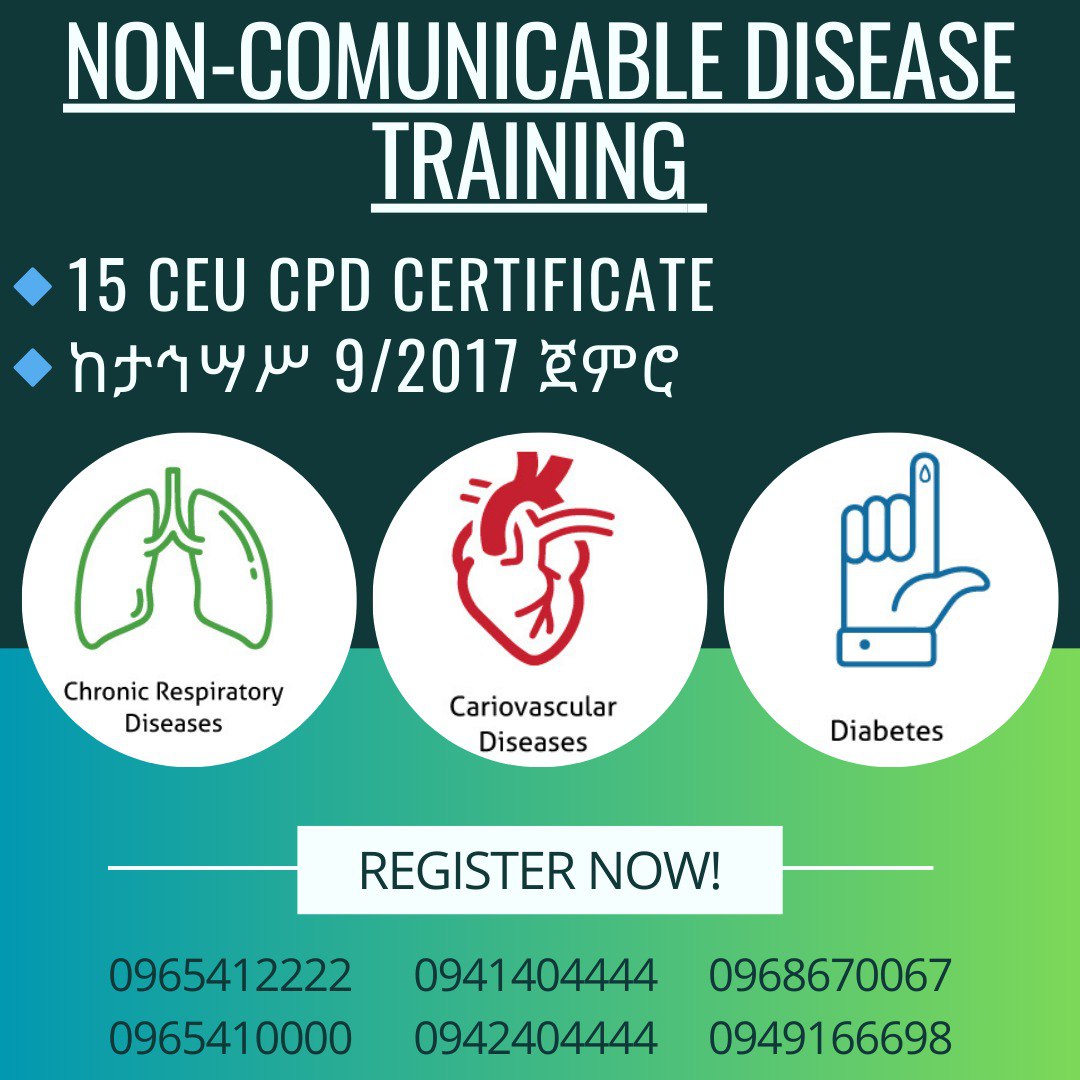 NON-COMUNICABLE DISEASE
TRAINING
15 CEU CPD CERTIFICATE
ከታኅሣሥ 9/2017 ጀምሮ
Chronic Respiratory
Diseases
Cariovascular
Diseases
Diabetes
REGISTER NOW!
0965412222 0941404444 0968670067
0965410000 0942404444 0949166698